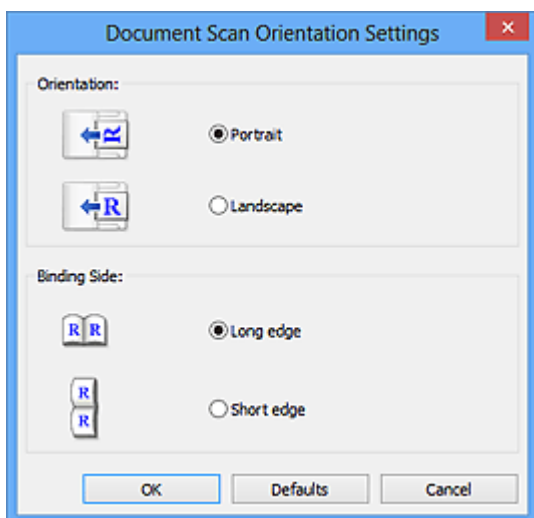 Document Scan Orientation Settings
Orientation:
R
Portrait
R
Landscape
Binding Side:
R R
Long edge
R
R
Short edge
OK Defaults Cancel